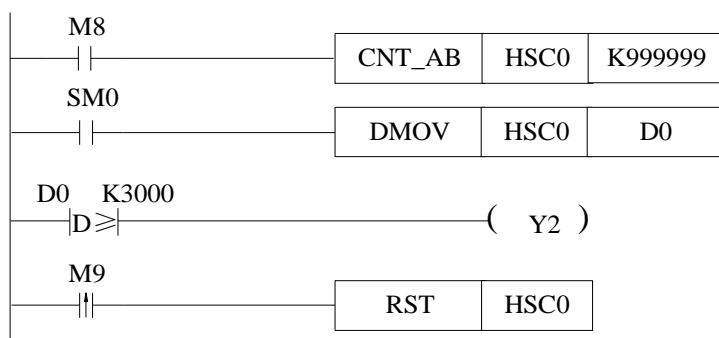 M8
CNT_AB HSC0 K999999
SM0
DMOV HSC0 D0
D0 K3000
D ≥ ( Y2 )
M9
RST HSC0